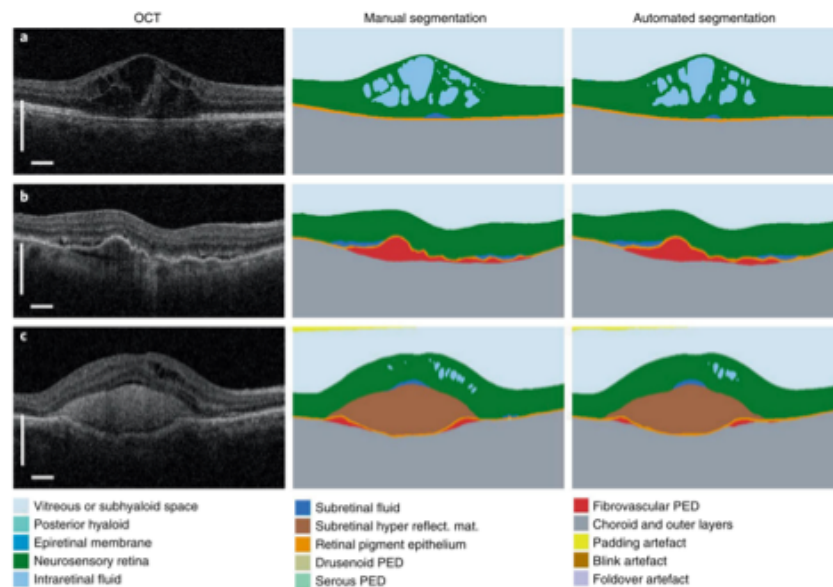 OCT Manual segmentation Automated segmentation
a
b
c
Vitreous or subhyaloid space
Posterior hyaloid
Epiretinal membrane
Neurosensory retina
Intraretinal fluid
Subretinal fluid
Subretinal hyper reflect. mat.
Retinal pigment epithelium
Drusenoid PED
Serous PED
Fibrovascular PED
Choroid and outer layers
Padding artefact
Blink artefact
Foldover artefact